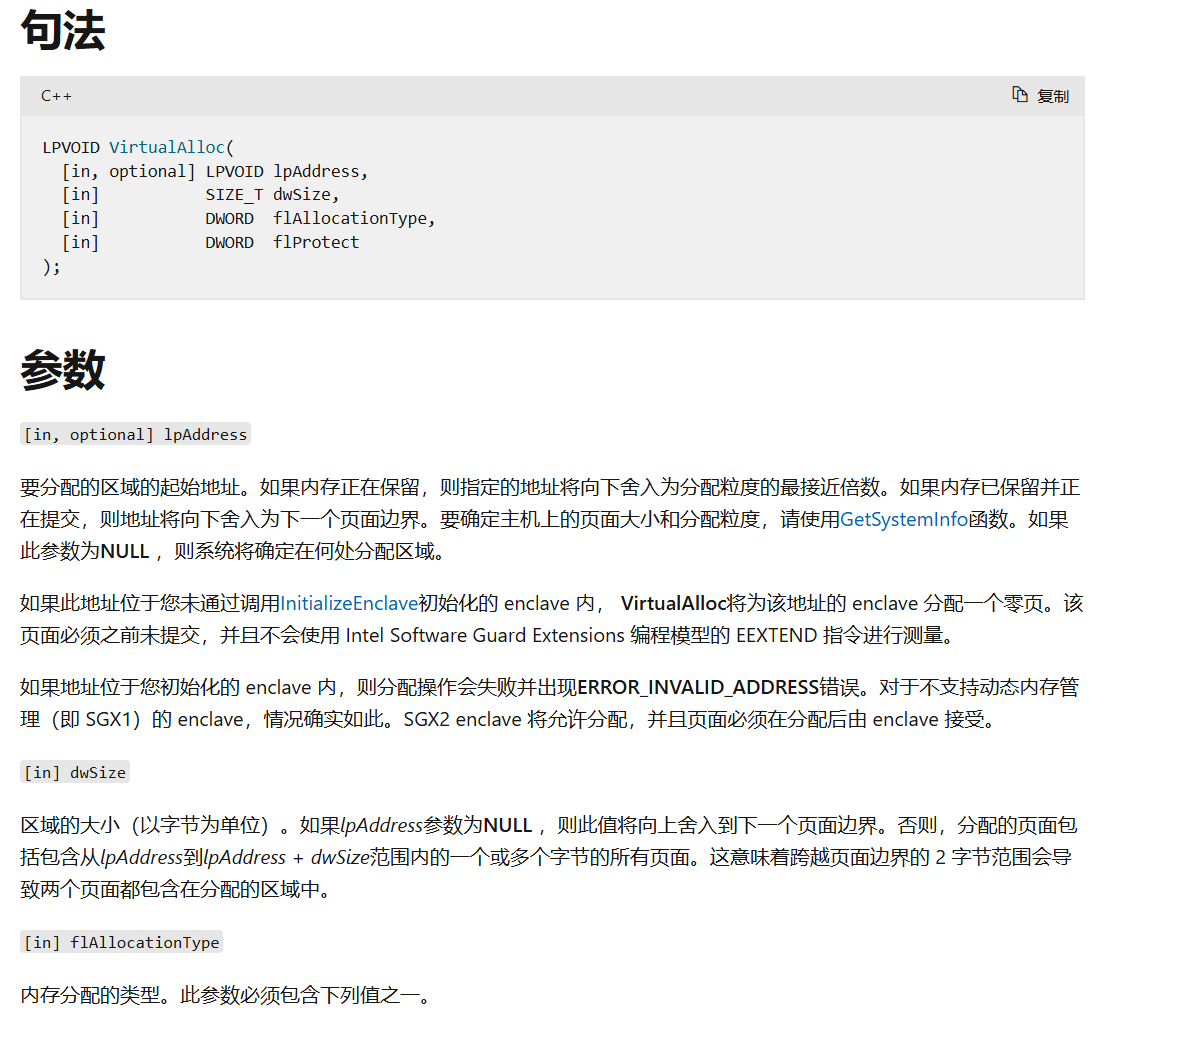 句法
C++
复制
LPVOID VirtualAlloc(
  [in, optional] LPVOID lpAddress,
  [in]           SIZE_T dwSize,
  [in]           DWORD  flAllocationType,
  [in]           DWORD  flProtect
);
参数
[in, optional] lpAddress
要分配的区域的起始地址。如果内存正在保留，则指定的地址将向下舍入为分配粒度的最接近倍数。如果内存已保留并正
在提交，则地址将向下舍入为下一个页面边界。要确定主机上的页面大小和分配粒度，请使用GetSystemInfo函数。如果
此参数为NULL ，则系统将确定在何处分配区域。
如果此地址位于您未通过调用InitializeEnclave初始化的 enclave 内， VirtualAlloc将为该地址的 enclave 分配一个零页。该
页面必须之前未提交，并且不会使用 Intel Software Guard Extensions 编程模型的 EEXTEND 指令进行测量。
如果地址位于您初始化的 enclave 内，则分配操作会失败并出现ERROR_INVALID_ADDRESS错误。对于不支持动态内存管
理（即 SGX1）的 enclave，情况确实如此。SGX2 enclave 将允许分配，并且页面必须在分配后由 enclave 接受。
[in] dwSize
区域的大小（以字节为单位）。如果lpAddress参数为NULL ，则此值将向上舍入到下一个页面边界。否则，分配的页面包
括包含从lpAddress到lpAddress + dwSize范围内的一个或多个字节的所有页面。这意味着跨越页面边界的 2 字节范围会导
致两个页面都包含在分配的区域中。
[in] flAllocationType
内存分配的类型。此参数必须包含下列值之一。